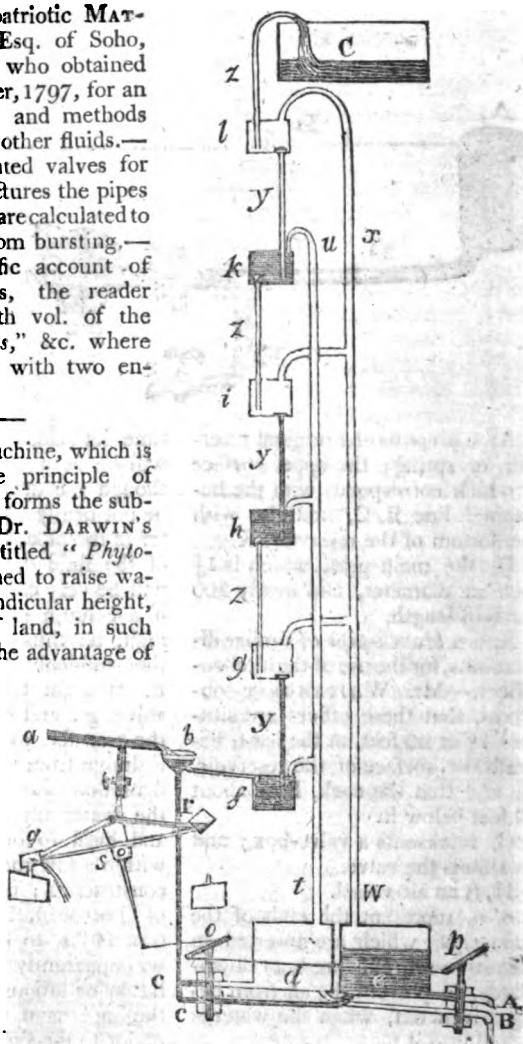 patriotic MAT-
Esq. of Soho,
who obtained
er, 1797, for an
and methods
other fluids.—
ated valves for
ctures the pipes
are calculated to
om bursting.—
fic account of
s, the reader
th vol. of the
s," &c. where
with two en-
achine, which is
e principle of
forms the sub-
Dr. DARWIN's
titled "Phyto-
ned to raise wa-
ndicular height,
f land, in such
he advantage of
C
z
l
y
u
x
k
z
i
y
h
z
g
y
a
b
t
f
r
q
s
t
W
o
p
d
e
c
c
A
B